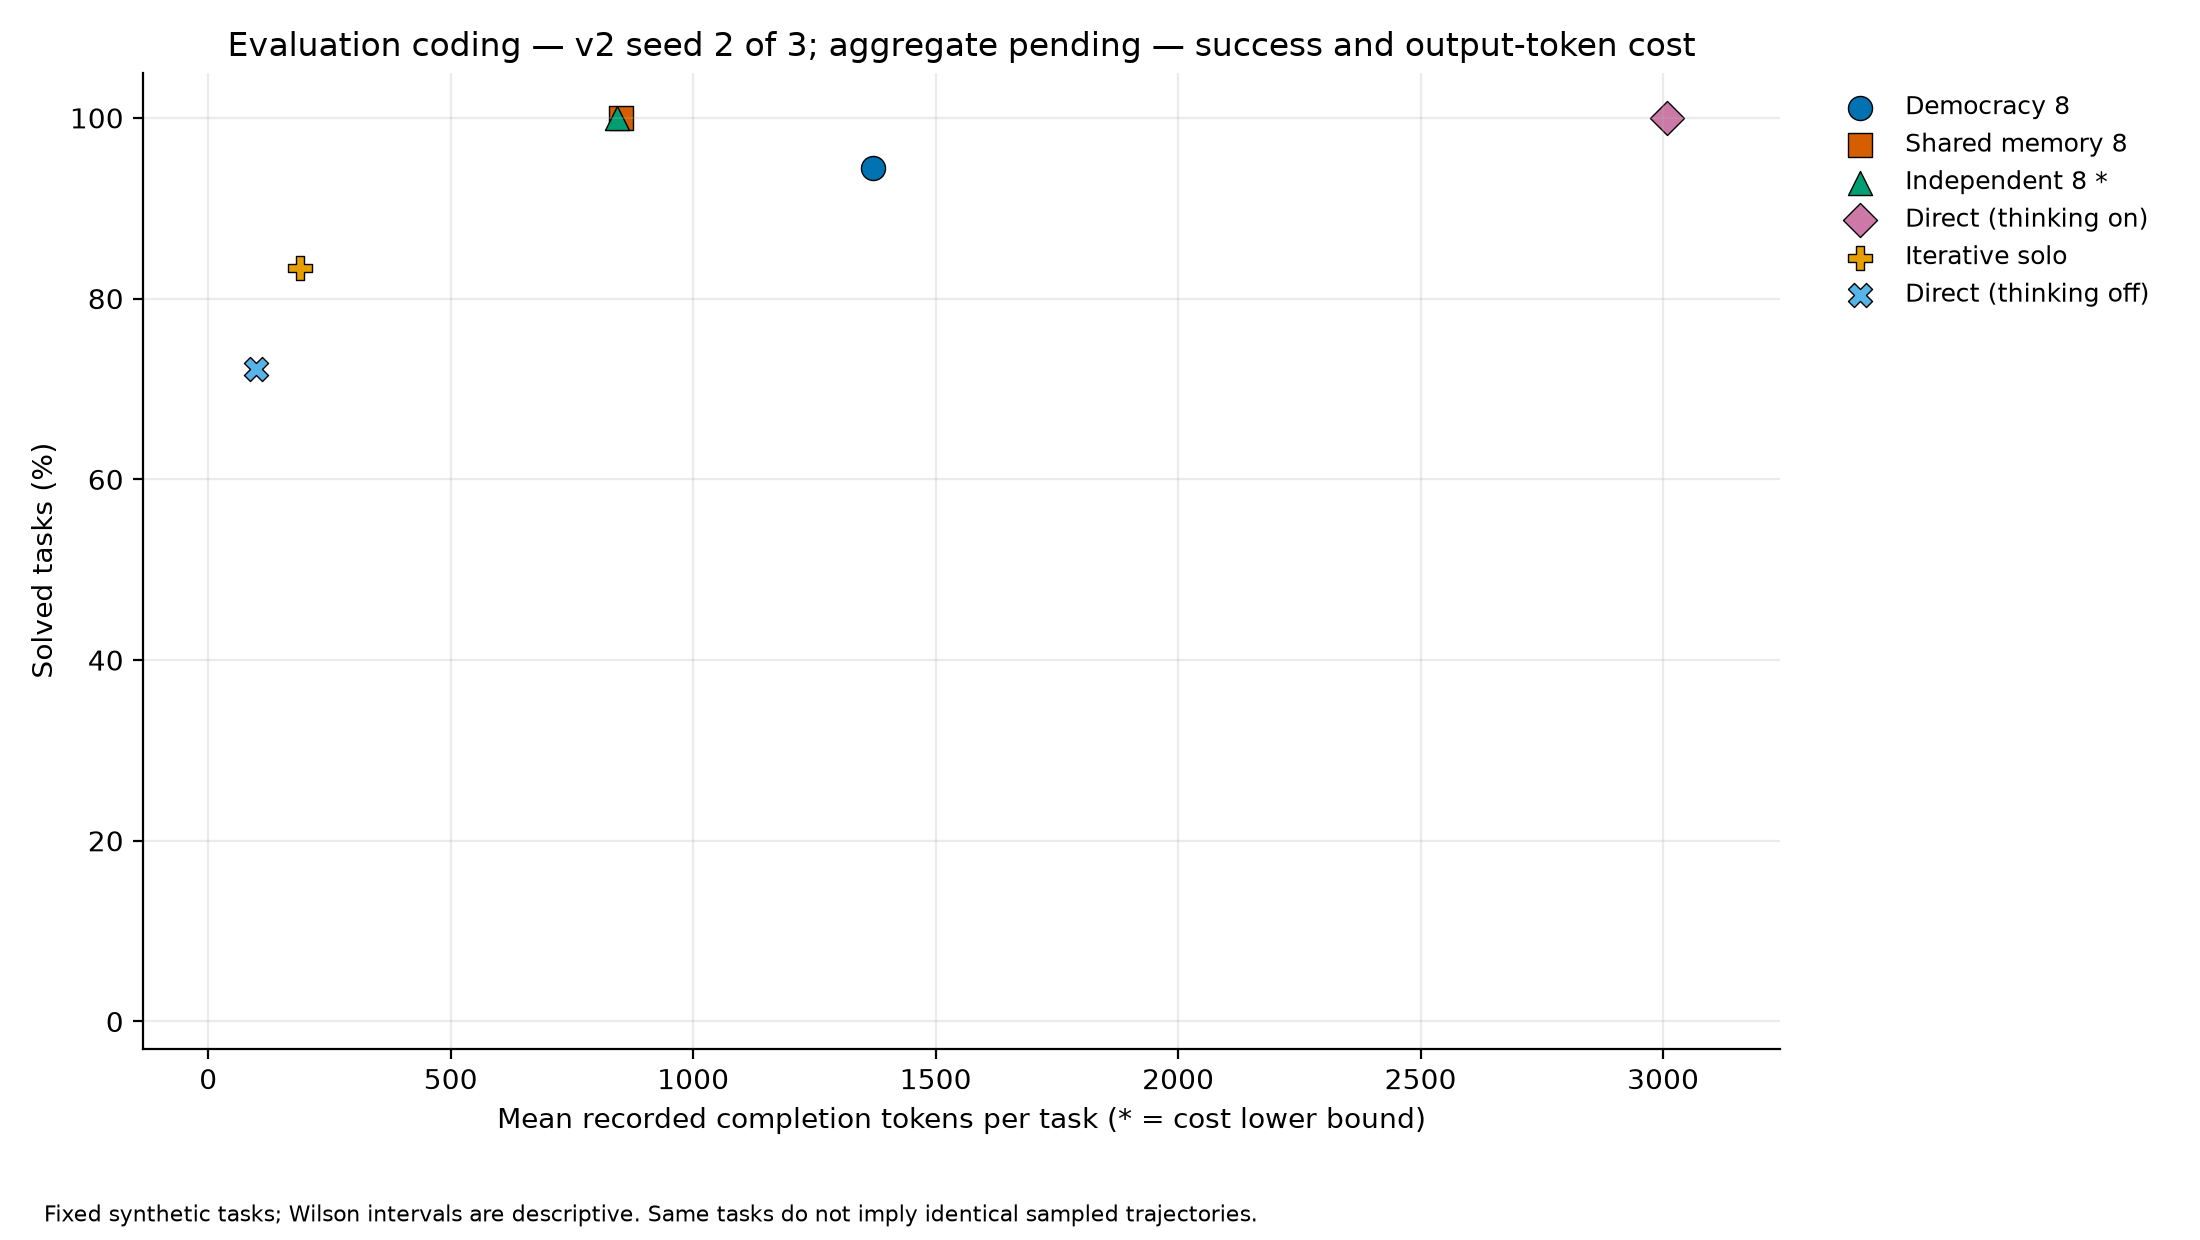 Evaluation coding — v2 seed 2 of 3; aggregate pending — success and output-token cost
Democracy 8
Shared memory 8
Independent 8 *
Direct (thinking on)
Iterative solo
Direct (thinking off)
Solved tasks (%)
100
80
60
40
20
0
0 500 1000 1500 2000 2500 3000
Mean recorded completion tokens per task (* = cost lower bound)
Fixed synthetic tasks; Wilson intervals are descriptive. Same tasks do not imply identical sampled trajectories.